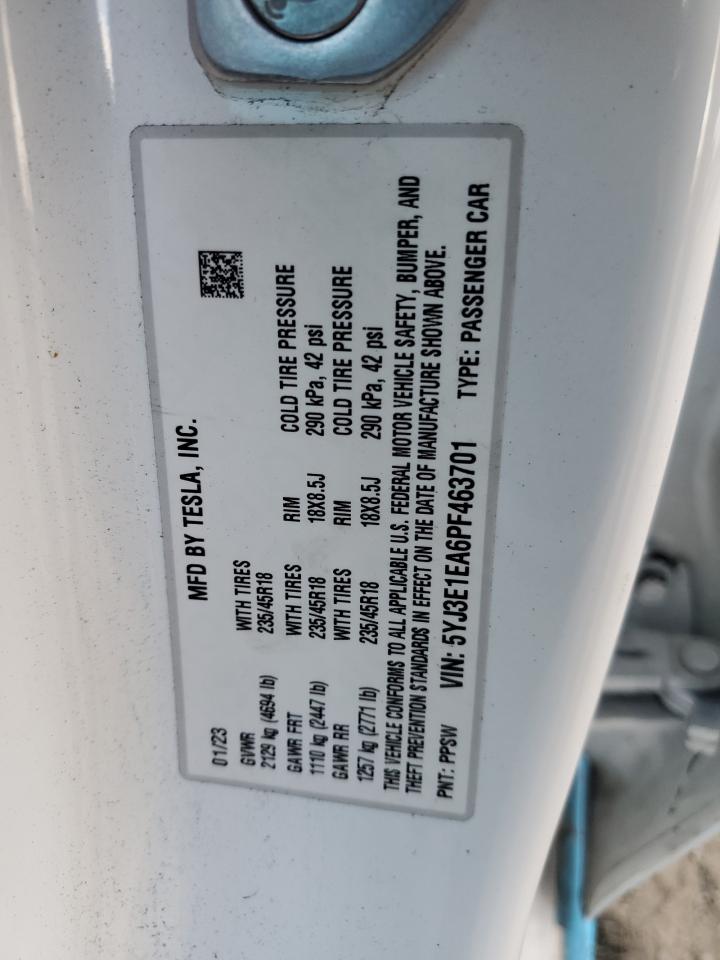 MFD BY TESLA, INC.
01/23
GVWR WITH TIRES RIM COLD TIRE PRESSURE
2129 kg (4694 lb) 235/45R18
GAWR FRT WITH TIRES RIM COLD TIRE PRESSURE
1110 kg (2447 lb) 235/45R18 18X8.5J 290 kPa, 42 psi
GAWR RR WITH TIRES RIM COLD TIRE PRESSURE
1257 kg (2771 lb) 235/45R18 18X8.5J 290 kPa, 42 psi
THIS VEHICLE CONFORMS TO ALL APPLICABLE U.S. FEDERAL MOTOR VEHICLE SAFETY, BUMPER, AND
THEFT PREVENTION STANDARDS IN EFFECT ON THE DATE OF MANUFACTURE SHOWN ABOVE.
PNT: PPSW VIN: 5YJ3E1EA6PF463701 TYPE: PASSENGER CAR